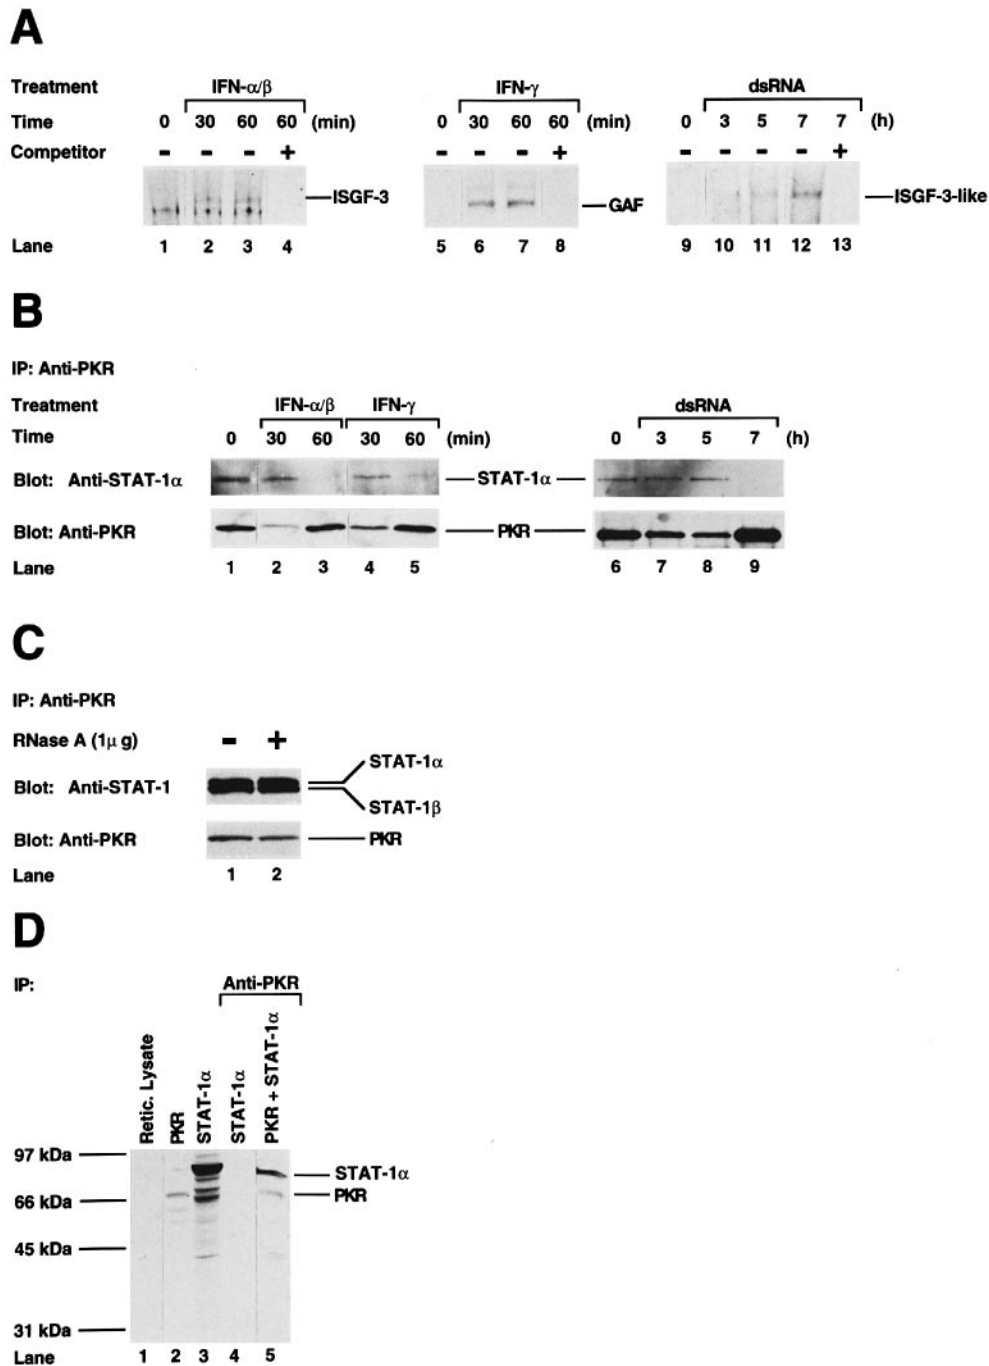 A
Treatment IFN-α/β IFN-γ dsRNA
Time 0 30 60 60 (min) 0 30 60 60 (min) 0 3 5 7 7 (h)
Competitor - - - + - - - + - - - - +
ISGF-3 GAF ISGF-3-like
Lane 1 2 3 4 5 6 7 8 9 10 11 12 13
B
IP: Anti-PKR
Treatment IFN-α/β IFN-γ dsRNA
Time 0 30 60 30 60 (min) 0 3 5 7 (h)
Blot: Anti-STAT-1α STAT-1α
Blot: Anti-PKR PKR
Lane 1 2 3 4 5 6 7 8 9
C
IP: Anti-PKR
RNase A (1μ g) - +
STAT-1α
Blot: Anti-STAT-1
STAT-1β
Blot: Anti-PKR PKR
Lane 1 2
D
IP: Anti-PKR
Retic. Lysate
PKR
STAT-1α
STAT-1α
PKR + STAT-1α
97 kDa
STAT-1α
PKR
66 kDa
45 kDa
31 kDa
Lane 1 2 3 4 5